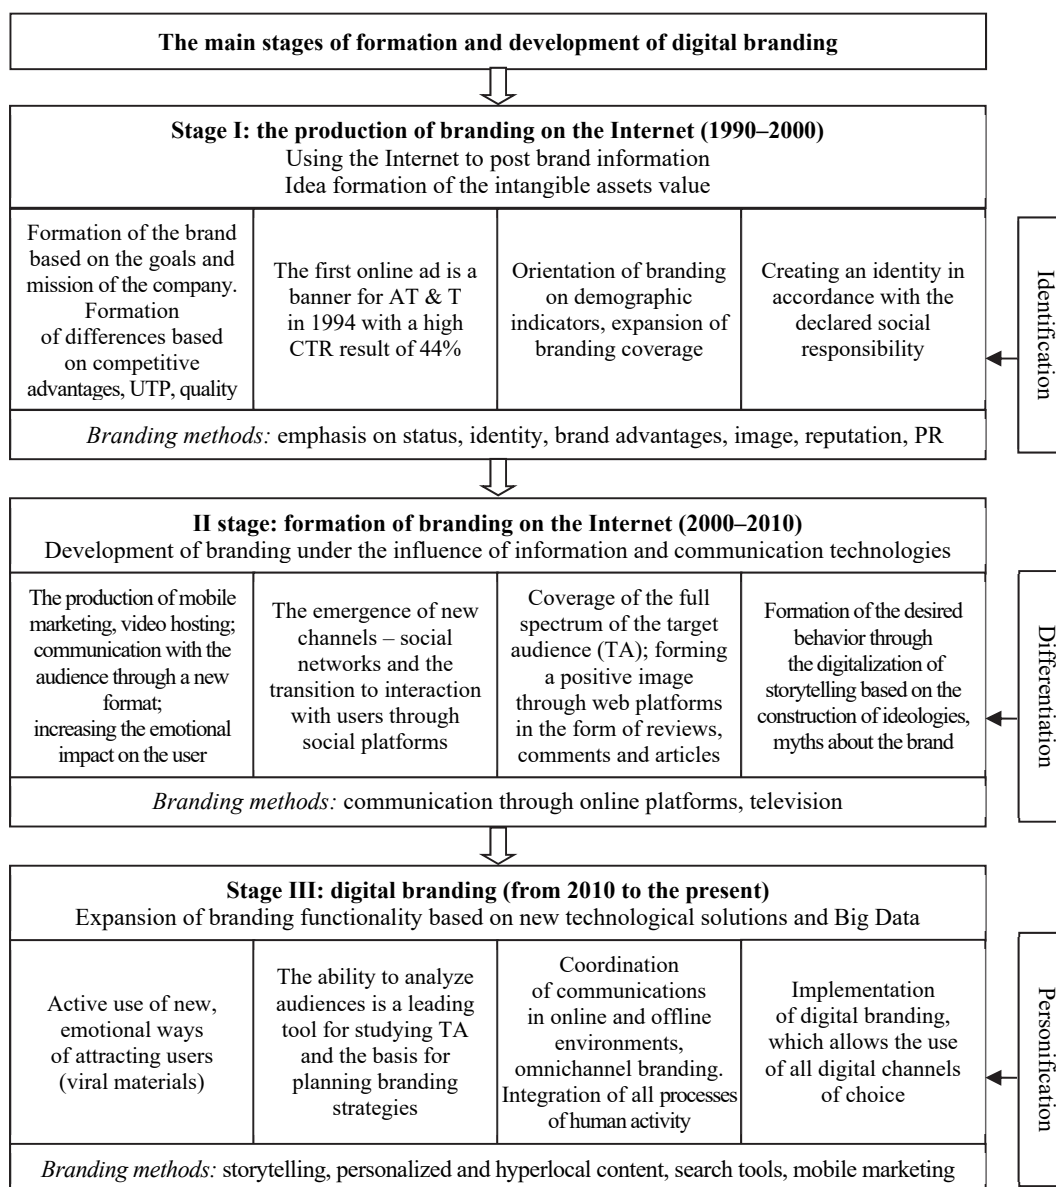 The main stages of formation and development of digital branding
Stage I: the production of branding on the Internet (1990–2000)
Using the Internet to post brand information
Idea formation of the intangible assets value
Formation of the brand
based on the goals and
mission of the company.
Formation
of differences based
on competitive
advantages, UTP, quality
The first online ad is a
banner for AT & T
in 1994 with a high
CTR result of 44%
Orientation of branding
on demographic
indicators, expansion of
branding coverage
Creating an identity in
accordance with the
declared social
responsibility
Identification
Branding methods: emphasis on status, identity, brand advantages, image, reputation, PR
II stage: formation of branding on the Internet (2000–2010)
Development of branding under the influence of information and communication technologies
The production of mobile
marketing, video hosting;
communication with the
audience through a new
format;
increasing the emotional
impact on the user
The emergence of new
channels – social
networks and the
transition to interaction
with users through
social platforms
Coverage of the full
spectrum of the target
audience (TA); forming
a positive image
through web platforms
in the form of reviews,
comments and articles
Formation of the desired
behavior through
the digitalization of
storytelling based on the
construction of ideologies,
myths about the brand
Differentiation
Branding methods: communication through online platforms, television
Stage III: digital branding (from 2010 to the present)
Expansion of branding functionality based on new technological solutions and Big Data
Active use of new,
emotional ways
of attracting users
(viral materials)
The ability to analyze
audiences is a leading
tool for studying TA
and the basis for
planning branding
strategies
Coordination
of communications
in online and offline
environments,
omnichannel branding.
Integration of all processes
of human activity
Implementation
of digital branding,
which allows the use
of all digital channels
of choice
Personification
Branding methods: storytelling, personalized and hyperlocal content, search tools, mobile marketing